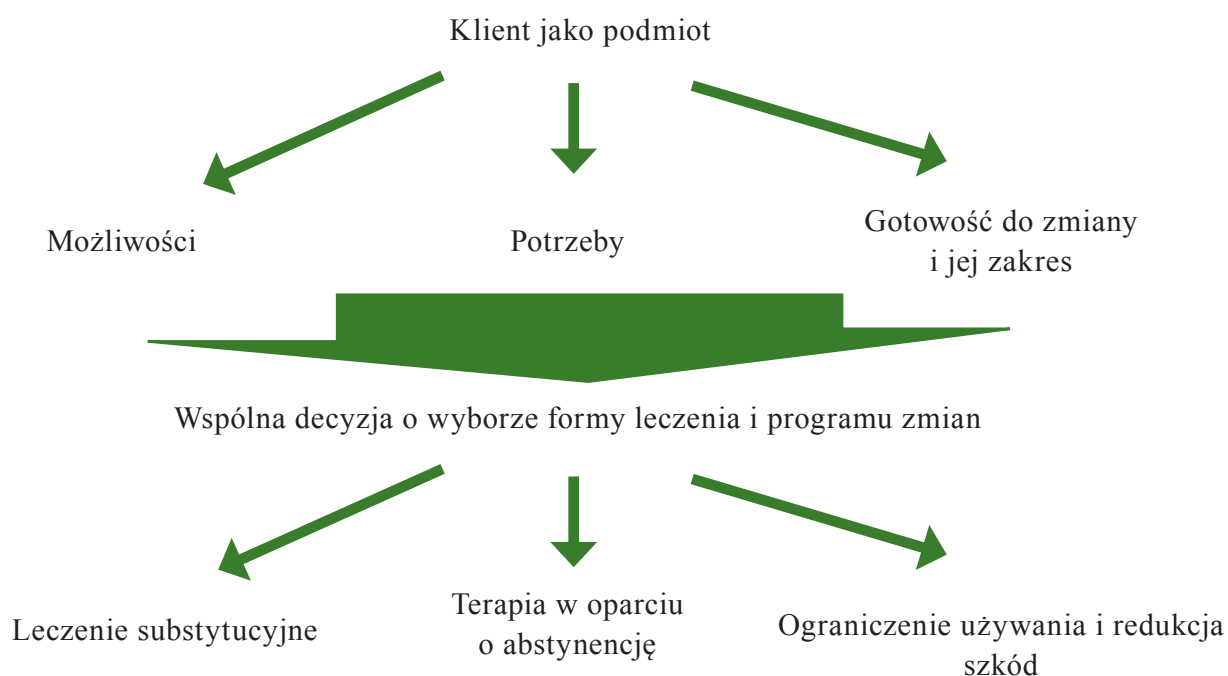 Klient jako podmiot
Możliwości
Potrzeby
Gotowość do zmiany
i jej zakres
Wspólna decyzja o wyborze formy leczenia i programu zmian
Leczenie substytucyjne
Terapia w oparciu
o abstynencję
Ograniczenie używania i redukcja
szkód